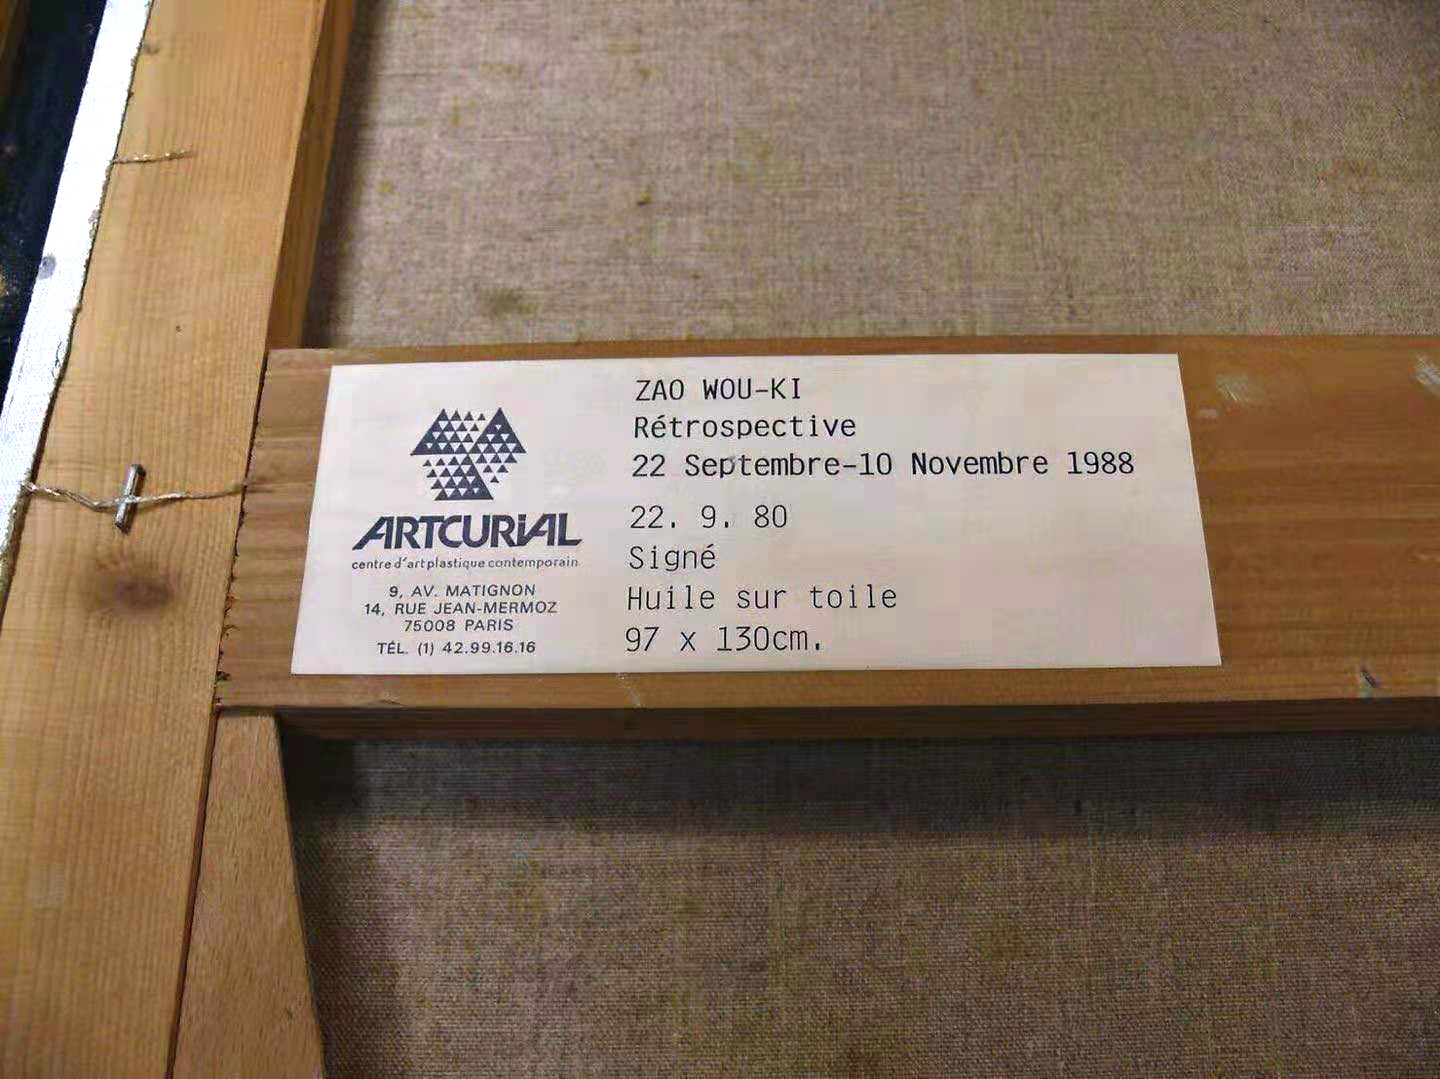 ARTCURiAL
centre d'art plastique contemporain
9, AV. MATIGNON
14, RUE JEAN-MERMOZ
75008 PARIS
TÉL. (1) 42.99.16.16
ZAO WOU-KI
Rétrospective
22 Septembre-10 Novembre 1988
22. 9. 80
Signé
Huile sur toile
97 x 130cm.